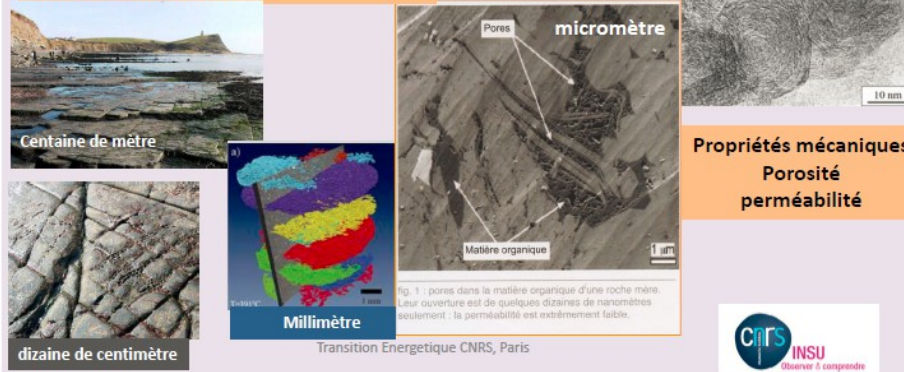 Centaine de mètre
dizaine de centimètre
a)
1 mm
Millimètre
micromètre
Pores
Matière organique
1 µm
fig. 1 : pores dans la matière organique d'une roche mère.
Leur ouverture est de quelques dizaines de nanomètres
seulement : la perméabilité est extrêmement faible.
10 nm
Propriétés mécaniques
Porosité
perméabilité
Transition Energetique CNRS, Paris
cnrs
INSU
Observer & comprendre